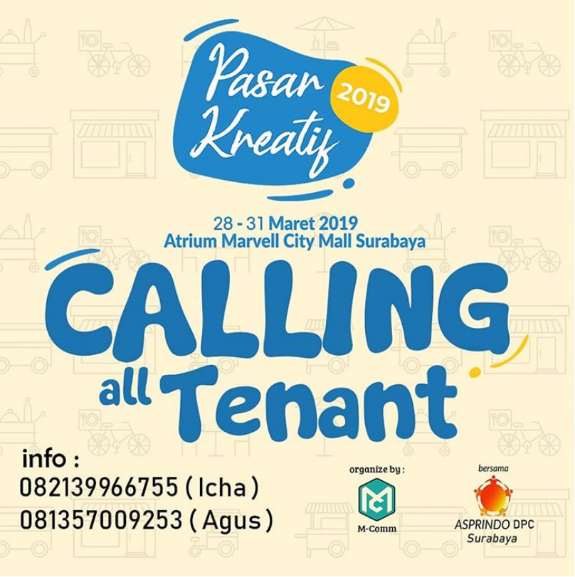 Pasar
Kreatif
2019
28 - 31 Maret 2019
Atrium Marvell City Mall Surabaya
CALLING
all Tenant
info :
082139966755 ( Icha )
081357009253 ( Agus )
organize by :
M-Comm
bersama
ASPRINDO DPC
Surabaya